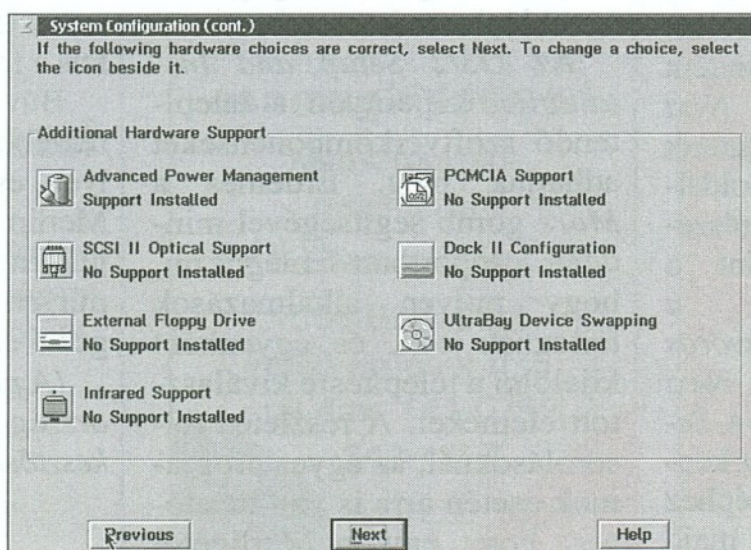 System Configuration (cont.)
If the following hardware choices are correct, select Next. To change a choice, select
the icon beside it.
Additional Hardware Support
Advanced Power Management
Support Installed
PCMCIA Support
No Support Installed
SCSI II Optical Support
No Support Installed
Dock II Configuration
No Support Installed
External Floppy Drive
No Support Installed
UltraBay Device Swapping
No Support Installed
Infrared Support
No Support Installed
Previous
Next
Help